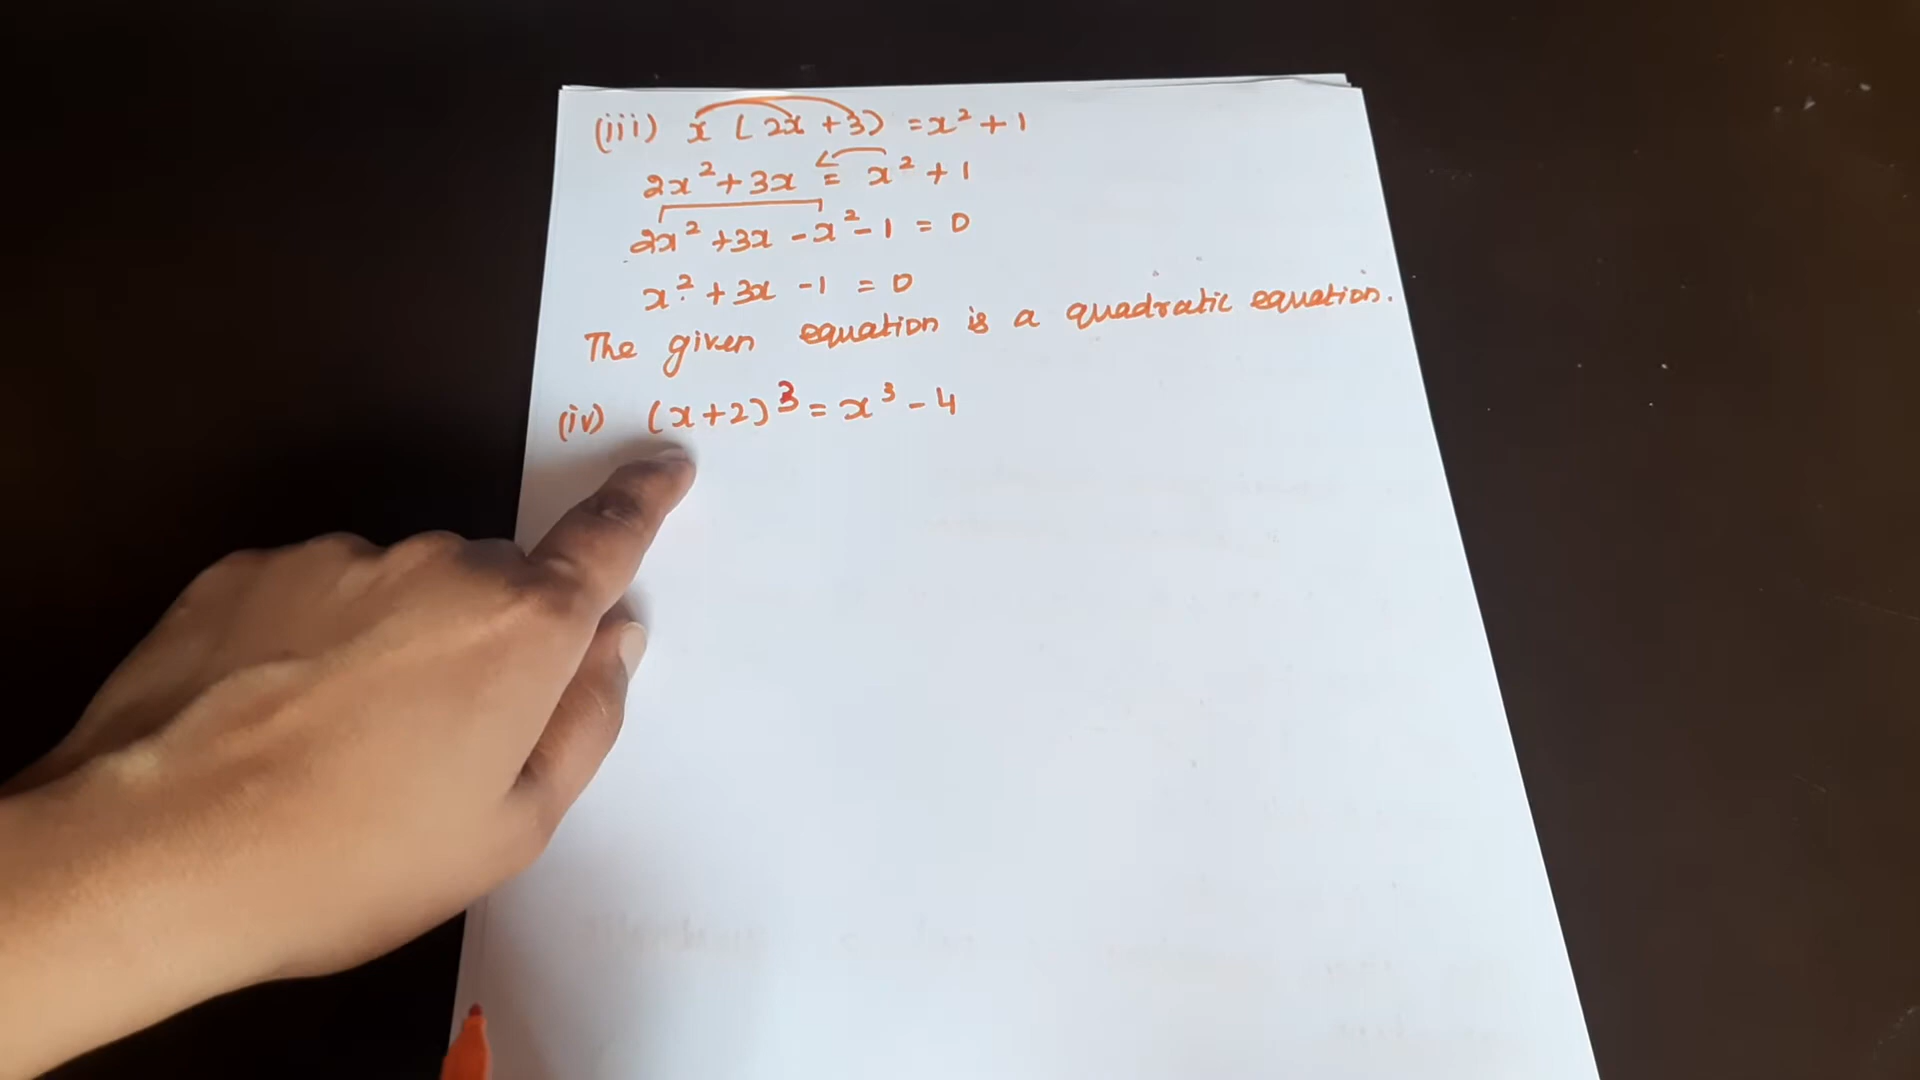 (iii) x (2x + 3) = x² + 1
2x² + 3x = x² + 1
2x² + 3x - x² - 1 = 0
x² + 3x - 1 = 0
The given equation is a quadratic equation.
(iv) (x+2)³ = x³ - 4